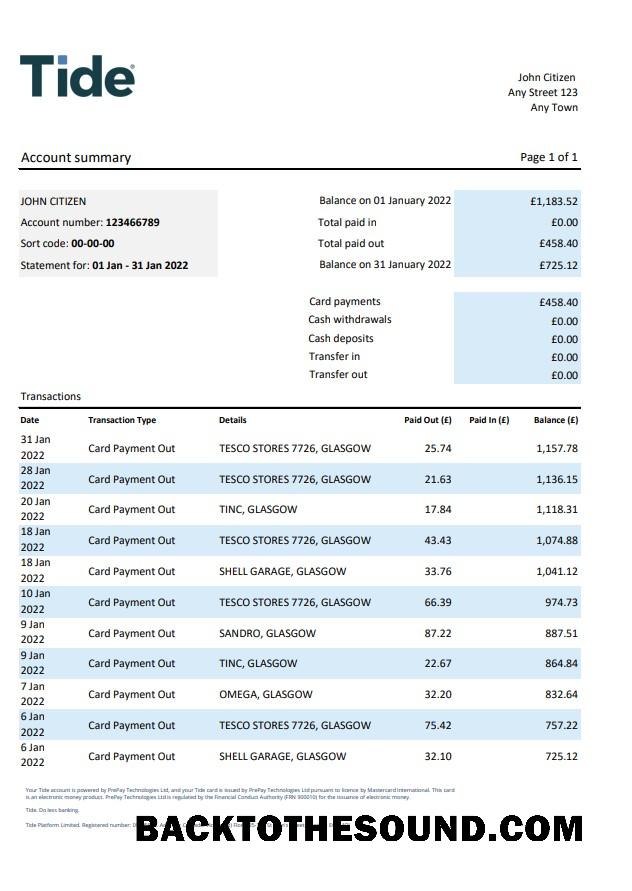 Tide®
John Citizen
Any Street 123
Any Town
Account summary Page 1 of 1
JOHN CITIZEN
Account number: 123466789
Sort code: 00-00-00
Statement for: 01 Jan - 31 Jan 2022
Balance on 01 January 2022 £1,183.52
Total paid in £0.00
Total paid out £458.40
Balance on 31 January 2022 £725.12
Card payments £458.40
Cash withdrawals £0.00
Cash deposits £0.00
Transfer in £0.00
Transfer out £0.00
Transactions
Date Transaction Type Details Paid Out (£) Paid In (£) Balance (£)
31 Jan
2022 Card Payment Out TESCO STORES 7726, GLASGOW 25.74 1,157.78
28 Jan
2022 Card Payment Out TESCO STORES 7726, GLASGOW 21.63 1,136.15
20 Jan
2022 Card Payment Out TINC, GLASGOW 17.84 1,118.31
18 Jan
2022 Card Payment Out TESCO STORES 7726, GLASGOW 43.43 1,074.88
18 Jan
2022 Card Payment Out SHELL GARAGE, GLASGOW 33.76 1,041.12
10 Jan
2022 Card Payment Out TESCO STORES 7726, GLASGOW 66.39 974.73
9 Jan
2022 Card Payment Out SANDRO, GLASGOW 87.22 887.51
9 Jan
2022 Card Payment Out TINC, GLASGOW 22.67 864.84
7 Jan
2022 Card Payment Out OMEGA, GLASGOW 32.20 832.64
6 Jan
2022 Card Payment Out TESCO STORES 7726, GLASGOW 75.42 757.22
6 Jan
2022 Card Payment Out SHELL GARAGE, GLASGOW 32.10 725.12
Your Tide account is powered by PrePay Technologies Ltd, and your Tide card is issued by PrePay Technologies Ltd pursuant to licence by Mastercard International. This card
is an electronic money product. PrePay Technologies Ltd is regulated by the Financial Conduct Authority (FRN 900010) for the issuance of electronic money.
Tide. Do less banking.
Tide Platform Limited. Registered number:
BACKTOTHESOUND.COM